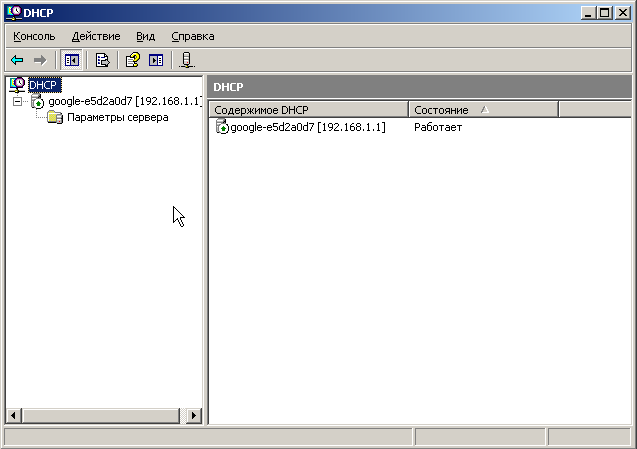 DHCP
Консоль Действие Вид Справка
DHCP
google-e5d2a0d7 [192.168.1.1]
Параметры сервера
DHCP
Содержимое DHCP Состояние
google-e5d2a0d7 [192.168.1.1] Работает